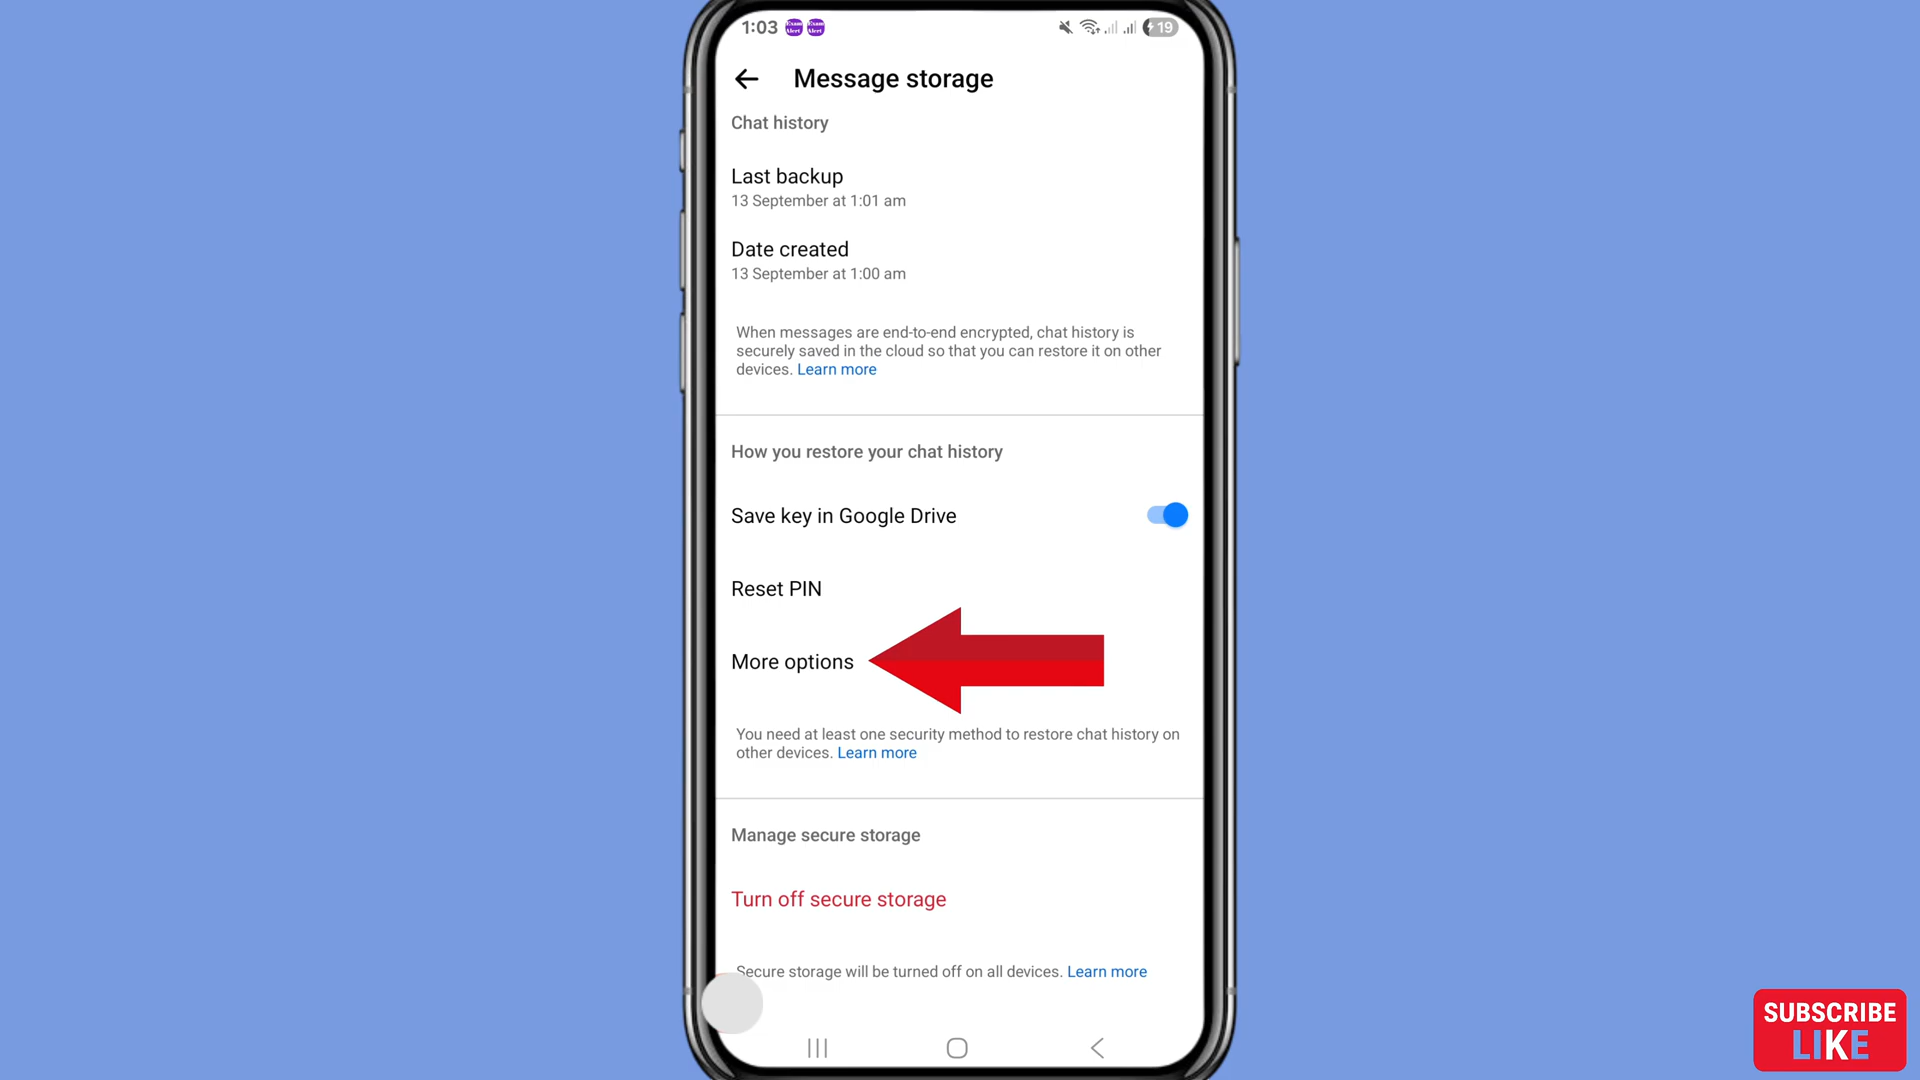 1:03
19
Message storage
Chat history
Last backup
13 September at 1:01 am
Date created
13 September at 1:00 am
When messages are end-to-end encrypted, chat history is
securely saved in the cloud so that you can restore it on other
devices. Learn more
How you restore your chat history
Save key in Google Drive
Reset PIN
More options
You need at least one security method to restore chat history on
other devices. Learn more
Manage secure storage
Turn off secure storage
Secure storage will be turned off on all devices. Learn more
SUBSCRIBE
LIKE